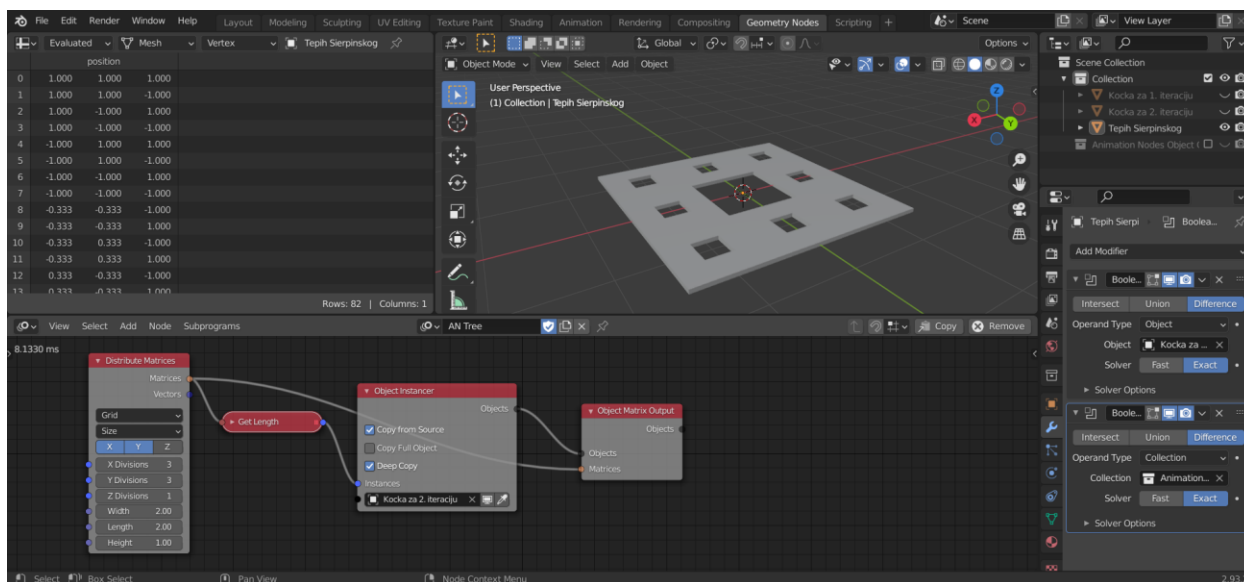 File Edit Render Window Help Layout Modeling Sculpting UV Editing Texture Paint Shading Animation Rendering Compositing Geometry Nodes Scripting + Scene View Layer
Evaluated Mesh Vertex Tepih Sierpinskog
position
0 1.000 1.000 1.000
1 1.000 1.000 -1.000
2 1.000 -1.000 1.000
3 1.000 -1.000 -1.000
4 -1.000 1.000 1.000
5 -1.000 1.000 -1.000
6 -1.000 -1.000 1.000
7 -1.000 -1.000 -1.000
8 -0.333 -0.333 -1.000
9 -0.333 -0.333 1.000
10 -0.333 0.333 -1.000
11 -0.333 0.333 1.000
12 0.333 -0.333 -1.000
13 0.333 -0.333 1.000
Rows: 82 | Columns: 1
Global Options
Object Mode View Select Add Object
User Perspective
(1) Collection | Tepih Sierpinskog
Z
X
Y
Scene Collection
Collection
Kocka za 1. iteraciju
Kocka za 2. iteraciju
Tepih Sierpinskog
Animation Nodes Object
Tepih Sierpi Boolea...
Add Modifier
Boole...
Intersect Union Difference
Operand Type Object
Object Kocka za ...
Solver Fast Exact
Solver Options
Boole...
Intersect Union Difference
Operand Type Collection
Collection Animation...
Solver Fast Exact
Solver Options
View Select Add Node Subprograms AN Tree Copy Remove
8.1330 ms
Distribute Matrices
Matrices
Vectors
Grid
Size
X Y Z
X Divisions 3
Y Divisions 3
Z Divisions 1
Width 2.00
Length 2.00
Height 1.00
Get Length
Object Instancer
Objects
Copy from Source
Copy Full Object
Deep Copy
Instances
Kocka za 2. iteraciju
Object Matrix Output
Objects
Objects
Matrices
Select Box Select Pan View Node Context Menu 2.93